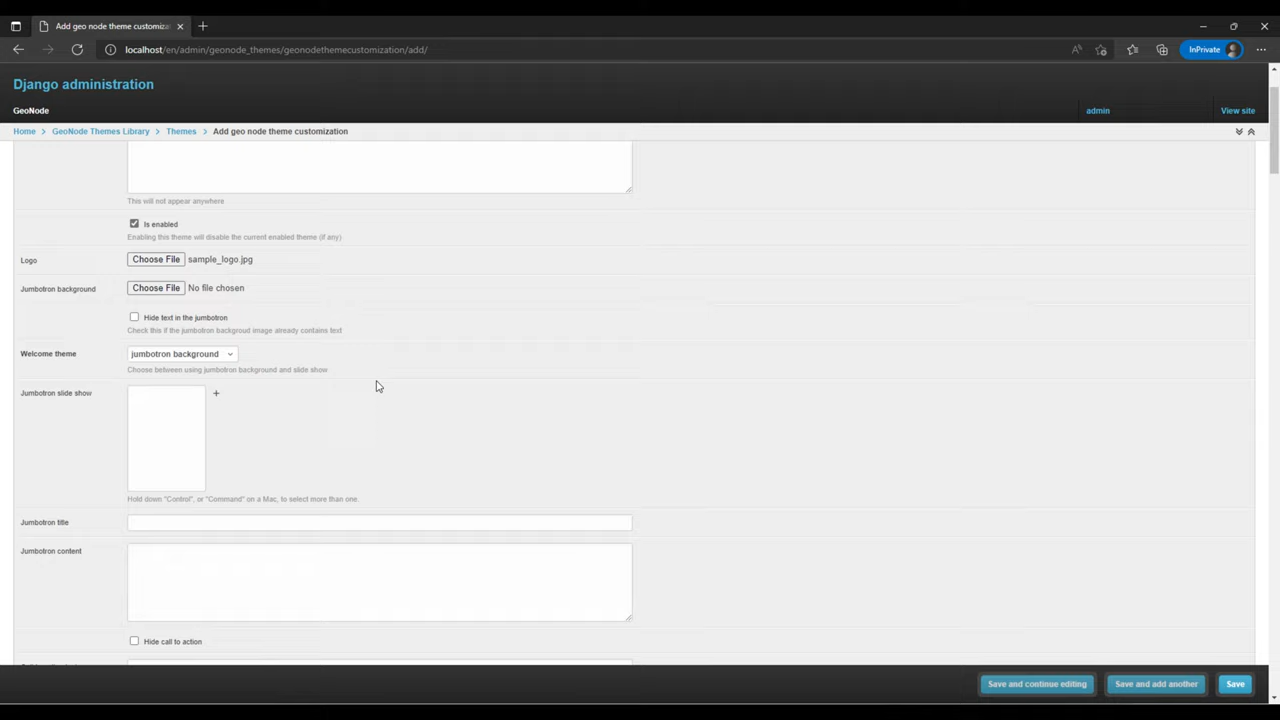 Add geo node theme customiza
localhost/en/admin/geonode_themes/geonodethemecustomization/add/
InPrivate
Django administration
GeoNode
admin
View site
Home > GeoNode Themes Library > Themes > Add geo node theme customization
This will not appear anywhere
Is enabled
Enabling this theme will disable the current enabled theme (if any)
Logo
Choose File sample_logo.jpg
Jumbotron background
Choose File No file chosen
Hide text in the jumbotron
Check this if the jumbotron backgroud image already contains text
Welcome theme
jumbotron background
Choose between using jumbotron background and slide show
Jumbotron slide show
+
Hold down "Control", or "Command" on a Mac, to select more than one.
Jumbotron title
Jumbotron content
Hide call to action
Save and continue editing
Save and add another
Save